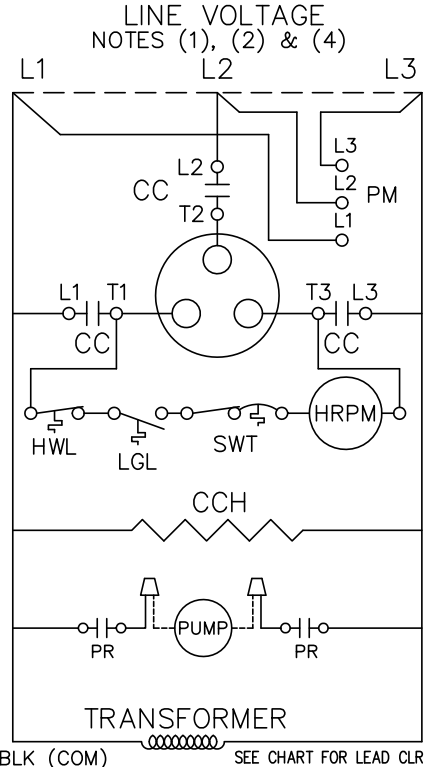 LINE VOLTAGE
NOTES (1), (2) & (4)
L1 L2 L3
L3
L2 L2 PM
CC
T2 L1
L1 T1 T3 L3
CC CC
HRPM
HWL SWT
LGL
CCH
PUMP
PR PR
TRANSFORMER
BLK (COM) SEE CHART FOR LEAD CLR